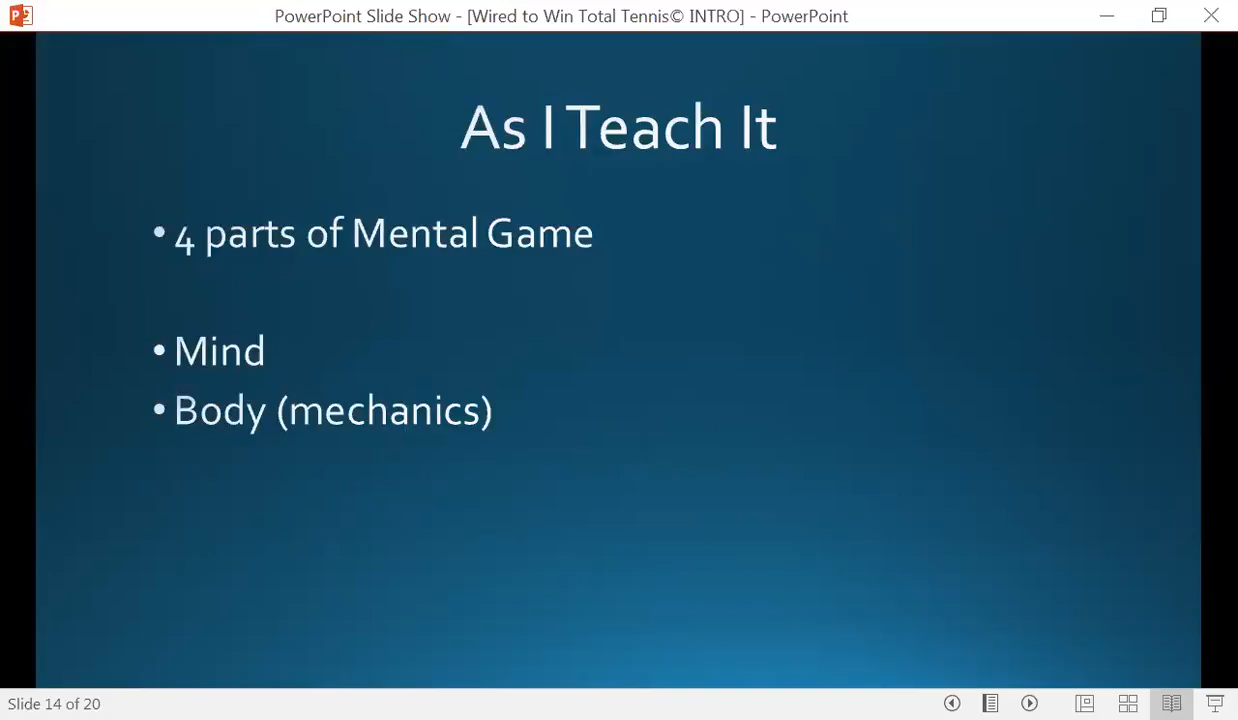 PowerPoint Slide Show - [Wired to Win Total Tennis© INTRO] - PowerPoint
As I Teach It
• 4 parts of Mental Game
• Mind
• Body (mechanics)
Slide 14 of 20